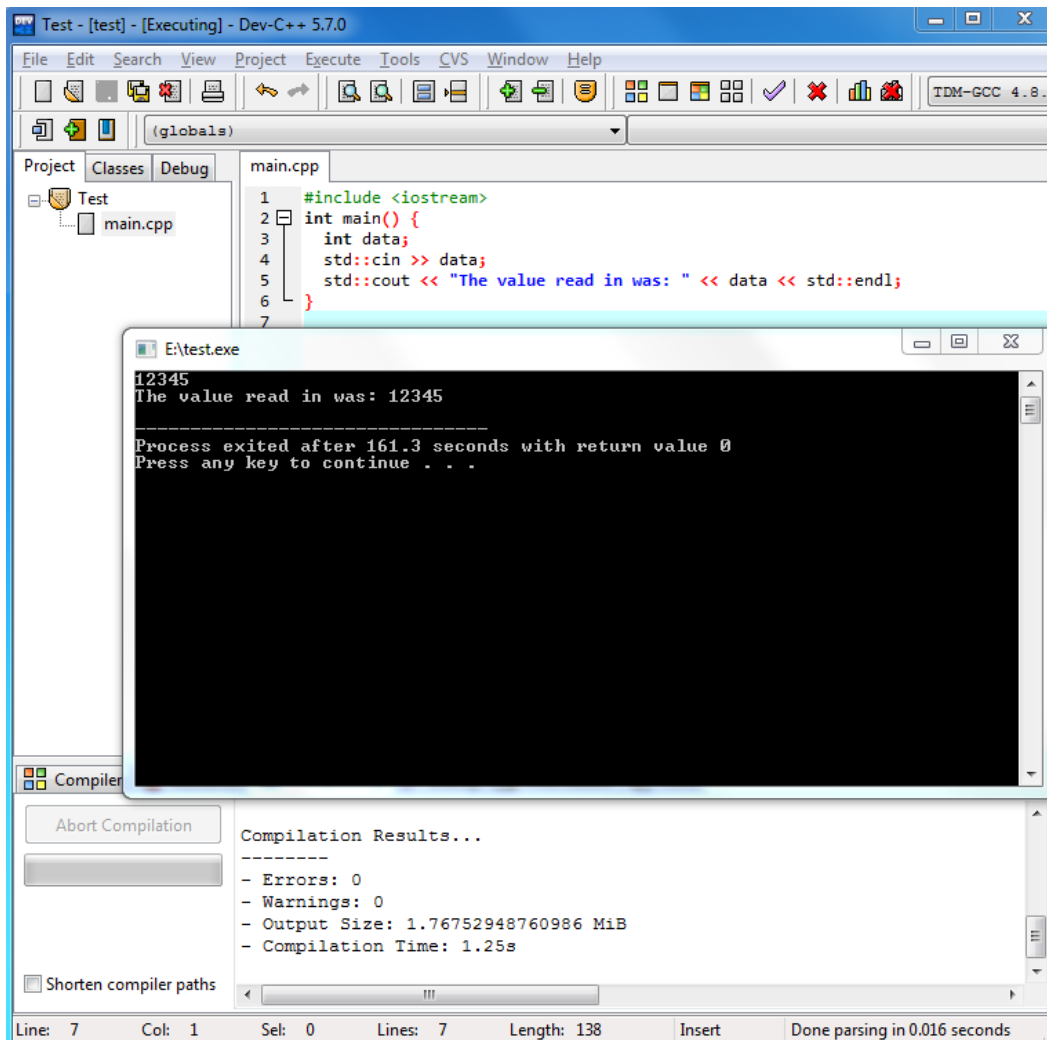 Test - [test] - [Executing] - Dev-C++ 5.7.0
File Edit Search View Project Execute Tools CVS Window Help
TDM-GCC 4.8.
(globals)
Project Classes Debug
main.cpp
Test
main.cpp
1 #include <iostream>
2 int main() {
3 int data;
4 std::cin >> data;
5 std::cout << "The value read in was: " << data << std::endl;
6 }
7
E:\test.exe
12345
The value read in was: 12345
--------------------------------
Process exited after 161.3 seconds with return value 0
Press any key to continue . . .
Compiler
Abort Compilation
Shorten compiler paths
Compilation Results...
--------
- Errors: 0
- Warnings: 0
- Output Size: 1.76752948760986 MiB
- Compilation Time: 1.25s
Line: 7 Col: 1 Sel: 0 Lines: 7 Length: 138 Insert Done parsing in 0.016 seconds